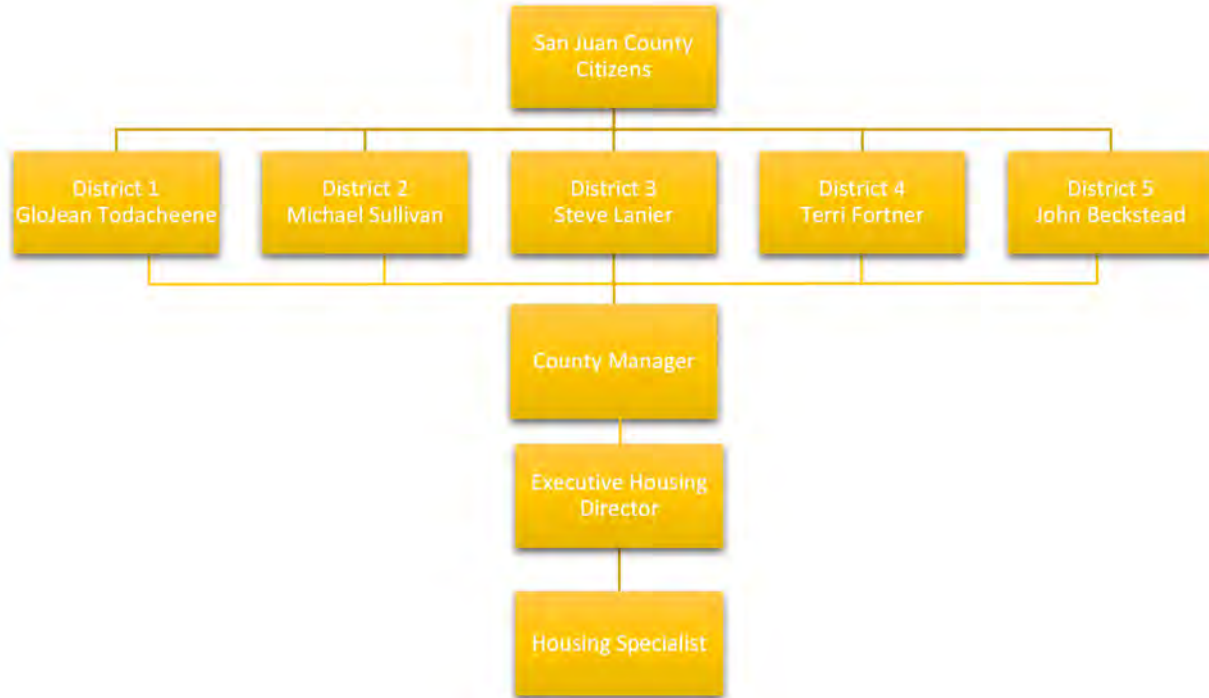 San Juan County
Citizens
District 1
GloJean Todacheene
District 2
Michael Sullivan
District 3
Steve Lanier
District 4
Terri Fortner
District 5
John Beckstead
County Manager
Executive Housing
Director
Housing Specialist